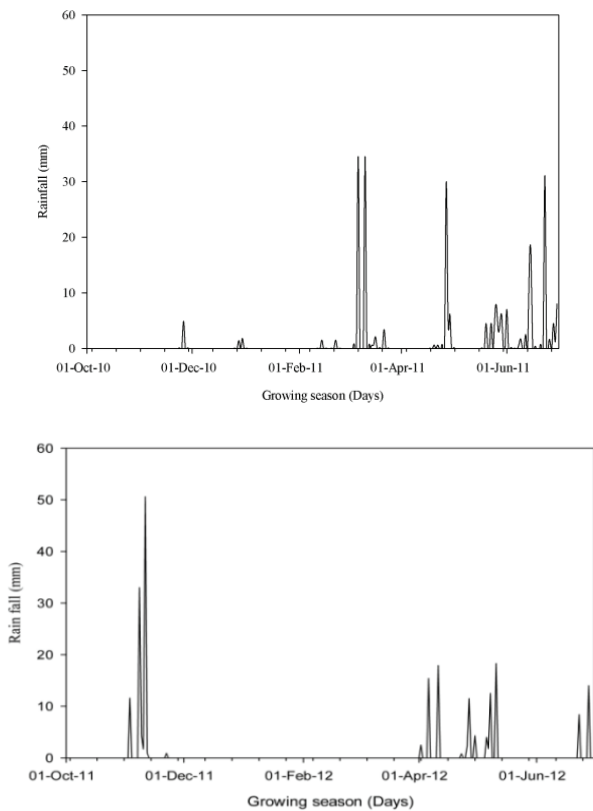 60
50
40
30
20
10
0
Rainfall (mm)
01-Oct-10 01-Dec-10 01-Feb-11 01-Apr-11 01-Jun-11
Growing season (Days)
60
50
40
30
20
10
0
Rain fall (mm)
01-Oct-11 01-Dec-11 01-Feb-12 01-Apr-12 01-Jun-12
Growing season (Days)